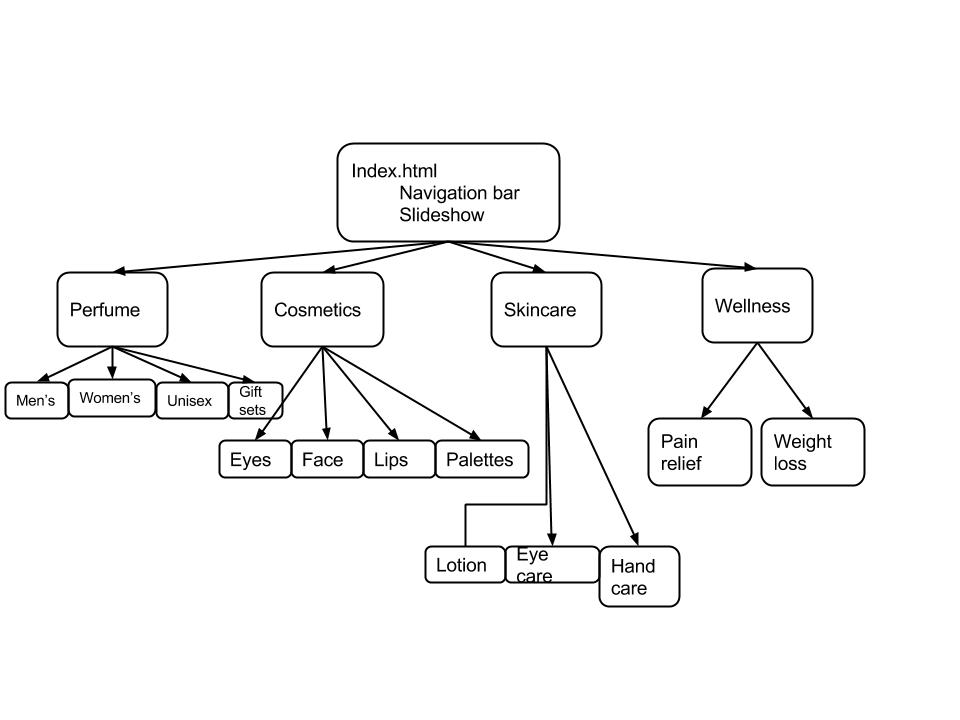 Index.html
Navigation bar
Slideshow
Perfume
Cosmetics
Skincare
Wellness
Men's
Women's
Unisex
Gift
sets
Eyes
Face
Lips
Palettes
Pain
relief
Weight
loss
Lotion
Eye
care
Hand
care